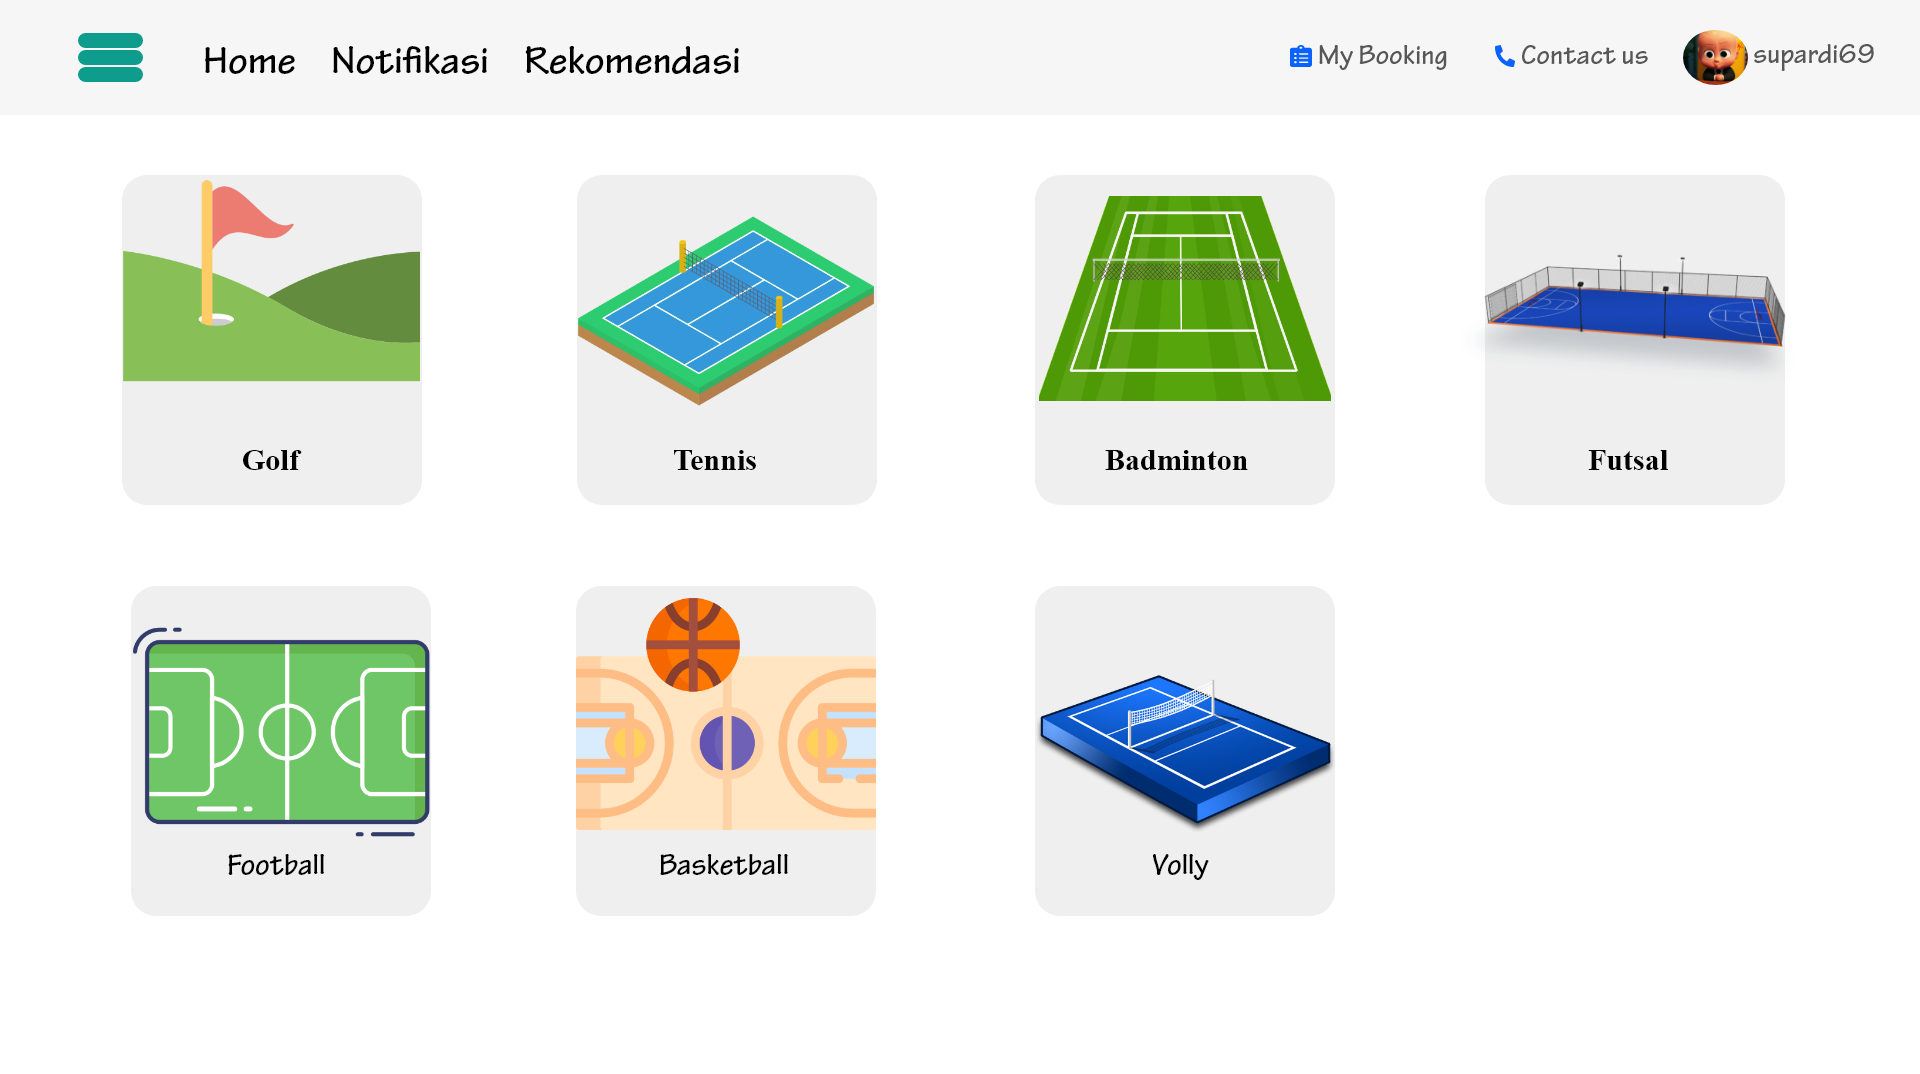 Home Notifikasi Rekomendasi My Booking Contact us supardi69
Golf Tennis Badminton Futsal
Football Basketball Volly